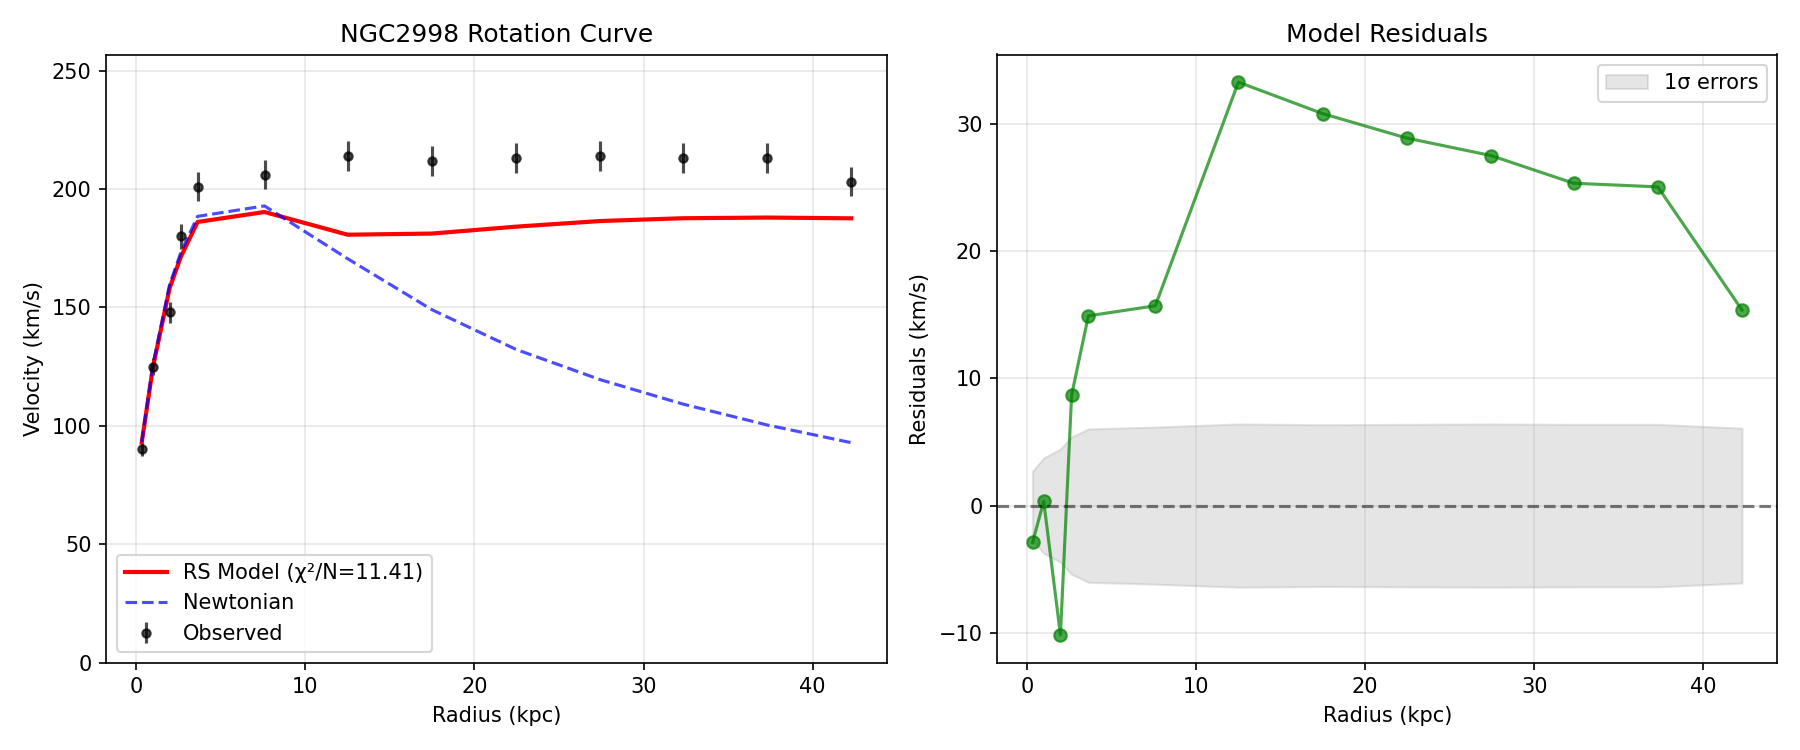 NGC2998 Rotation Curve
250
200
150
100
50
0
Velocity (km/s)
RS Model (χ²/N=11.41)
Newtonian
Observed
0
10
20
30
40
Radius (kpc)
Model Residuals
1σ errors
30
20
10
0
−10
Residuals (km/s)
0
10
20
30
40
Radius (kpc)